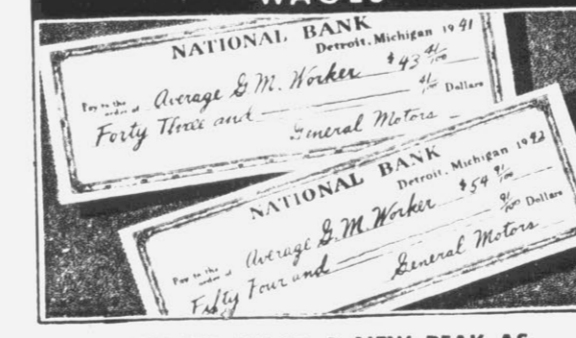 WAGES
NATIONAL BANK
Detroit, Michigan 1941
Pay to the order of Average G.M. Worker $43 41/100
Forty Three and 41/100 Dollars
General Motors
NATIONAL BANK
Detroit, Michigan 1942
Pay to the order of Average G.M. Worker $54 91/100
Fifty Four and 91/100 Dollars
General Motors
NEW PEAK AS